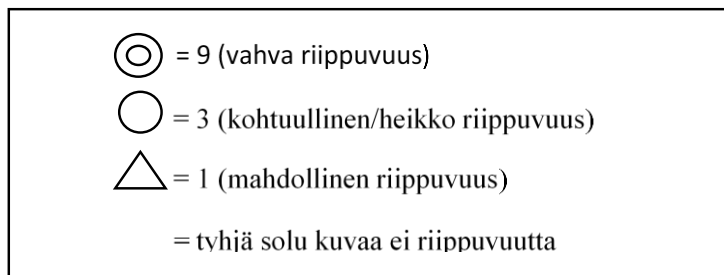 = 9 (vahva riippuvuus)
= 3 (kohtuullinen/heikko riippuvuus)
= 1 (mahdollinen riippuvuus)
= tyhjä solu kuvaa ei riippuvuutta